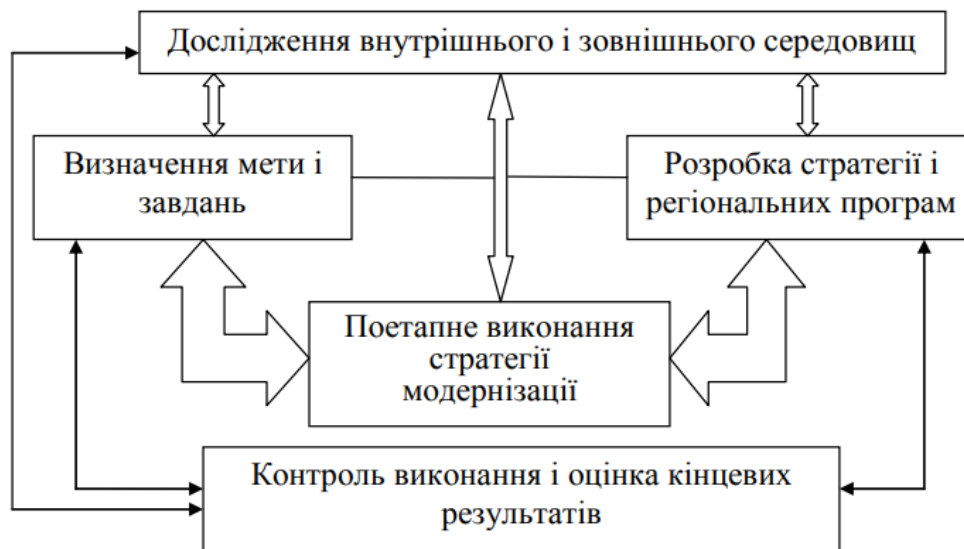 Дослідження внутрішнього і зовнішнього середовищ
Визначення мети і
завдань
Розробка стратегії і
регіональних програм
Поетапне виконання
стратегії
модернізації
Контроль виконання і оцінка кінцевих
результатів